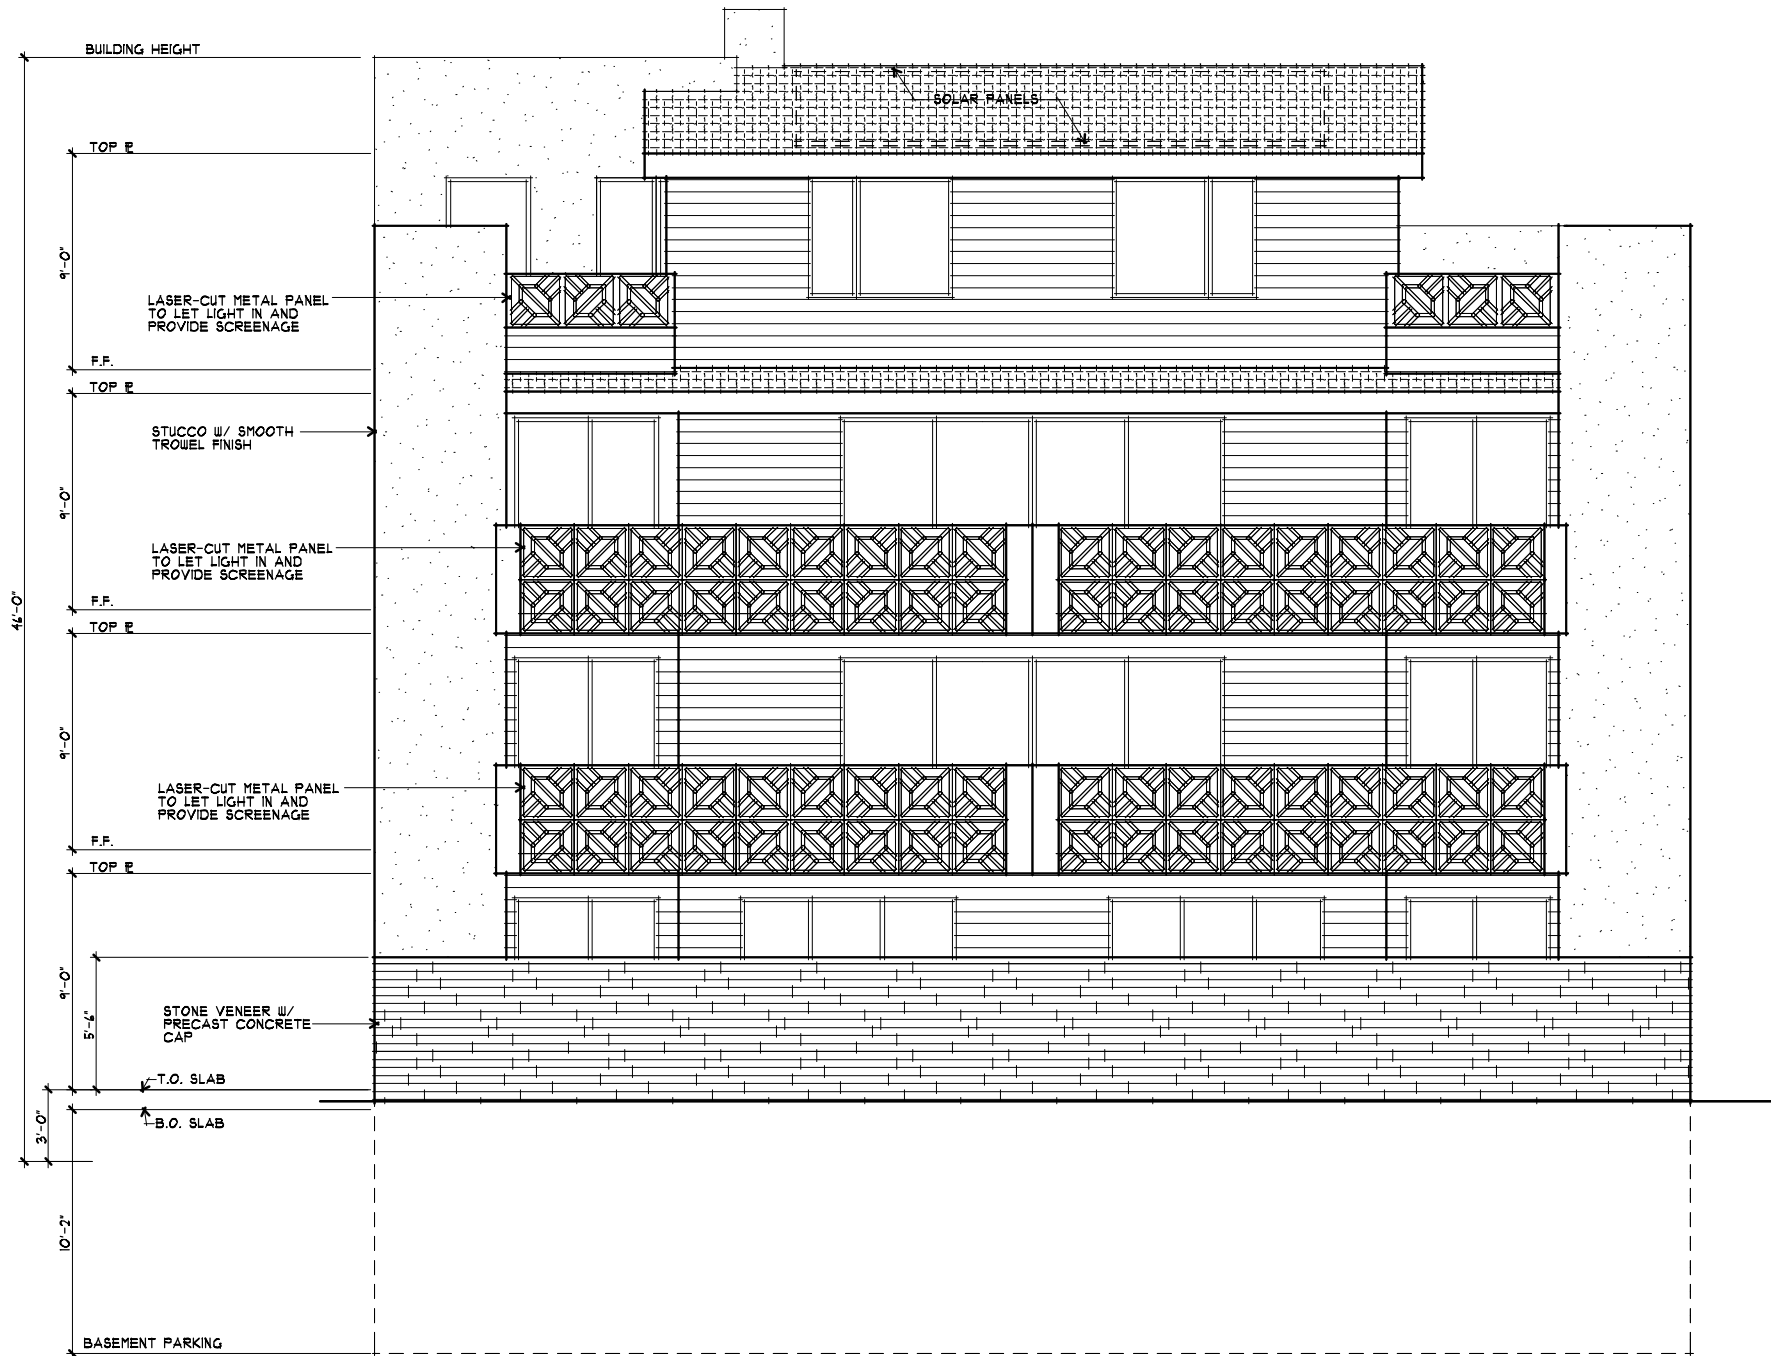 BUILDING HEIGHT
SOLAR PANELS
TOP PL
9'-0"
LASER-CUT METAL PANEL
TO LET LIGHT IN AND
PROVIDE SCREENAGE
F.F.
TOP PL
STUCCO W/ SMOOTH
TROWEL FINISH
9'-0"
LASER-CUT METAL PANEL
TO LET LIGHT IN AND
PROVIDE SCREENAGE
F.F.
46'-0"
TOP PL
9'-0"
LASER-CUT METAL PANEL
TO LET LIGHT IN AND
PROVIDE SCREENAGE
F.F.
TOP PL
9'-0"
5'-6"
STONE VENEER W/
PRECAST CONCRETE
CAP
T.O. SLAB
B.O. SLAB
3'-0"
10'-2"
BASEMENT PARKING